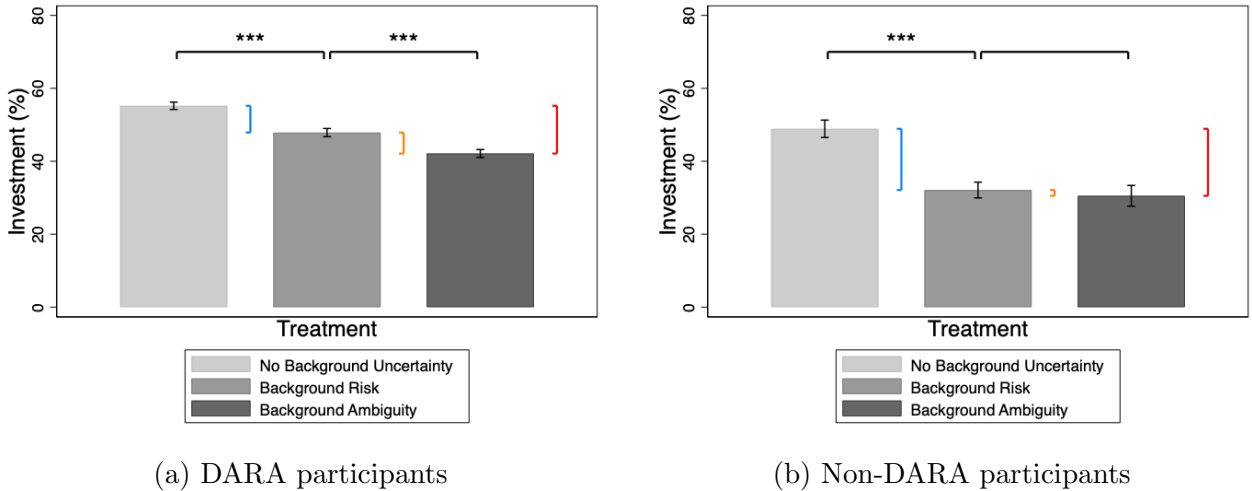 80
60
40
20
0
Investment (%)
*** ***
Treatment
No Background Uncertainty
Background Risk
Background Ambiguity
(a) DARA participants
80
60
40
20
0
Investment (%)
***
Treatment
No Background Uncertainty
Background Risk
Background Ambiguity
(b) Non-DARA participants